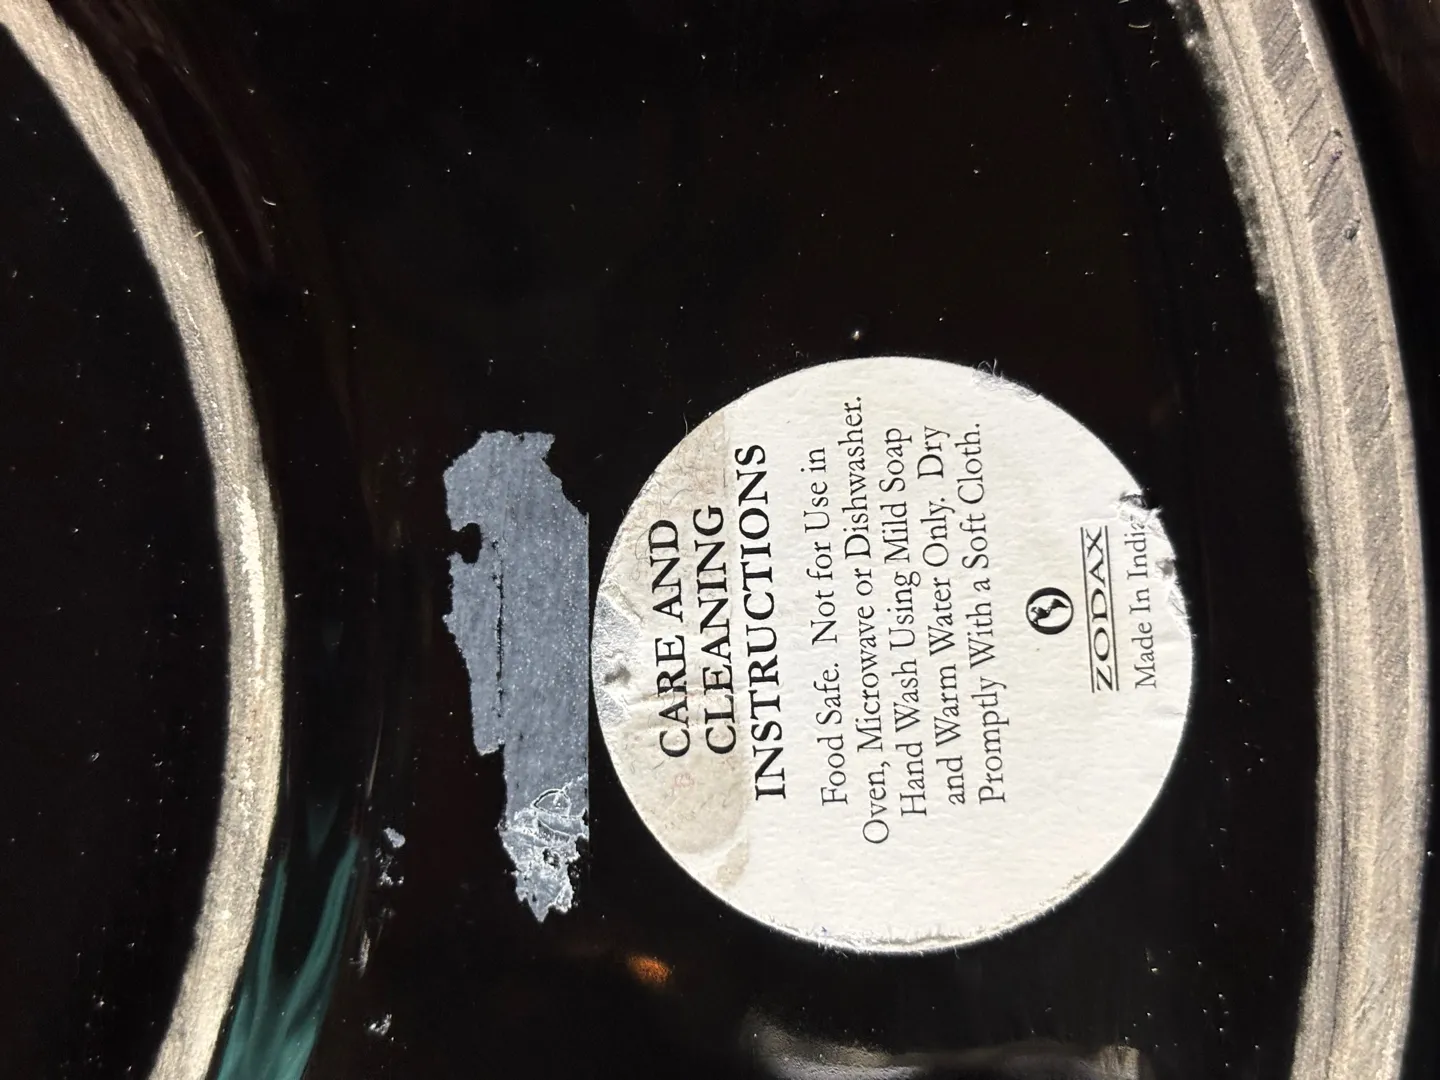 CARE AND
CLEANING
INSTRUCTIONS
Food Safe. Not for Use in
Oven, Microwave or Dishwasher.
Hand Wash Using Mild Soap
and Warm Water Only. Dry
Promptly With a Soft Cloth.
ZODAX
Made In India